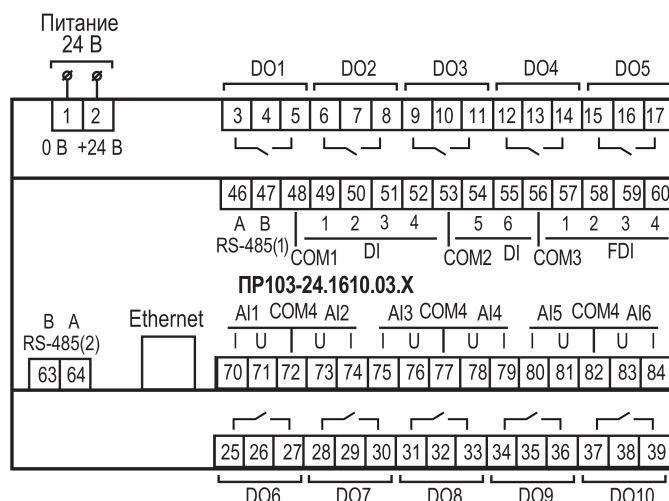 Питание
24 В
DO1 DO2 DO3 DO4 DO5
1 2 3 4 5 6 7 8 9 10 11 12 13 14 15 16 17
0 В +24 В
46 47 48 49 50 51 52 53 54 55 56 57 58 59 60
A B 1 2 3 4 5 6 1 2 3 4
RS-485(1) COM1 DI COM2 DI COM3 FDI
ПР103-24.1610.03.X
B A Ethernet AI1 COM4 AI2 AI3 COM4 AI4 AI5 COM4 AI6
RS-485(2) I U U I I U U I I U U I
63 64 70 71 72 73 74 75 76 77 78 79 80 81 82 83 84
25 26 27 28 29 30 31 32 33 34 35 36 37 38 39
DO6 DO7 DO8 DO9 DO10